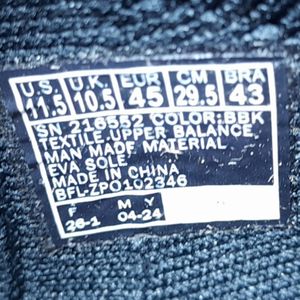 U.S. U.K. EUR CM BRA
11.5 10.5 45 29.5 43
SN 216552 COLOR:BBK
TEXTILE UPPER BALANCE
MAN MADE MATERIAL
EVA SOLE
MADE IN CHINA
BFL-ZPO102346
F M Y
26-1 04-24